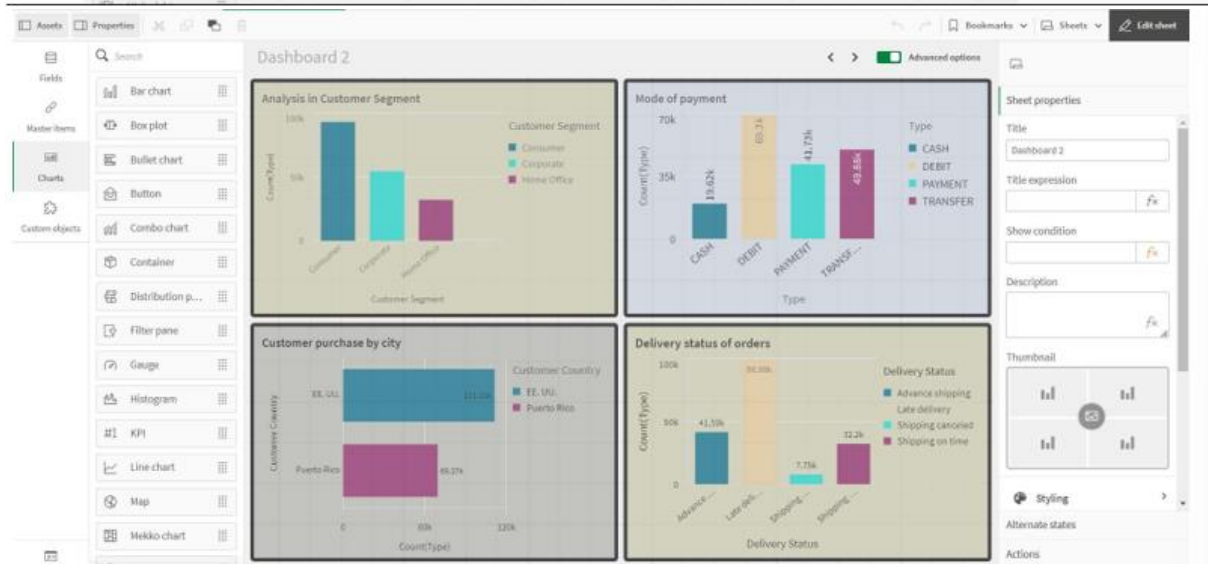 Assets
Properties
Bookmarks
Sheets
Edit sheet
Fields
Master items
Charts
Custom objects
Search
Bar chart
Box plot
Bullet chart
Button
Combo chart
Container
Distribution p...
Filter pane
Gauge
Histogram
#1 KPI
Line chart
Map
Mekko chart
Dashboard 2
Advanced options
Analysis in Customer Segment
100k
50k
0
Count(Type)
Consumer
Corporate
Home Office
Customer Segment
Customer Segment
Consumer
Corporate
Home Office
Mode of payment
70k
35k
0
Count(Type)
19.62k
41.73k
CASH
DEBIT
PAYMENT
TRANSF...
Type
Type
CASH
DEBIT
PAYMENT
TRANSFER
Customer purchase by city
Customer Country
EE. UU.
Puerto Rico
69.37k
0
60k
120k
Count(Type)
Customer Country
EE. UU.
Puerto Rico
Delivery status of orders
100k
50k
0
Count(Type)
41.59k
7.75k
32.2k
Advance ...
Late deli...
Shipping ...
Shipping ...
Delivery Status
Delivery Status
Advance shipping
Late delivery
Shipping canceled
Shipping on time
Sheet properties
Title
Dashboard 2
Title expression
fx
Show condition
fx
Description
fx
Thumbnail
Styling
Alternate states
Actions